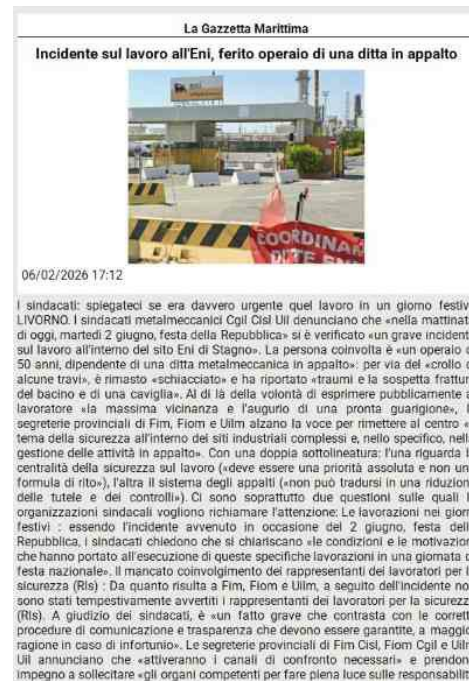 La Gazzetta Marittima
Incidente sul lavoro all'Eni, ferito operaio di una ditta in appalto
eni
COORDINAM
06/02/2026 17:12
I sindacati: spiegateci se era davvero urgente quel lavoro in un giorno festiv
LIVORNO. I sindacati metalmeccanici Cgil Cisl Uil denunciano che «nella mattinat
di oggi, martedì 2 giugno, festa della Repubblica» si è verificato «un grave incident
sul lavoro all'interno del sito Eni di Stagno». La persona coinvolta è «un operaio d
50 anni, dipendente di una ditta metalmeccanica in appalto»: per via del «crollo d
alcune travi», è rimasto «schiacciato» e ha riportato «traumi e la sospetta frattur
del bacino e di una caviglia». Al di là della volontà di esprimere pubblicamente a
lavoratore «la massima vicinanza e l'augurio di una pronta guarigione», l
segreterie provinciali di Fim, Fiom e Uilm alzano la voce per rimettere al centro «
tema della sicurezza all'interno dei siti industriali complessi e, nello specifico, nell
gestione delle attività in appalto». Con una doppia sottolineatura: l'una riguarda l
centralità della sicurezza sul lavoro («deve essere una priorità assoluta e non un
formula di rito»), l'altra il sistema degli appalti («non può tradursi in una riduzion
delle tutele e dei controlli»). Ci sono soprattutto due questioni sulle quali l
organizzazioni sindacali vogliono richiamare l'attenzione: Le lavorazioni nei giorn
festivi : essendo l'incidente avvenuto in occasione del 2 giugno, festa dell
Repubblica, i sindacati chiedono che si chiariscano «le condizioni e le motivazion
che hanno portato all'esecuzione di queste specifiche lavorazioni in una giornata d
festa nazionale». Il mancato coinvolgimento dei rappresentanti dei lavoratori per l
sicurezza (Rls) : Da quanto risulta a Fim, Fiom e Uilm, a seguito dell'incidente no
sono stati tempestivamente avvertiti i rappresentanti dei lavoratori per la sicurezz
(Rls). A giudizio dei sindacati, è «un fatto grave che contrasta con le corrett
procedure di comunicazione e trasparenza che devono essere garantite, a maggio
ragione in caso di infortunio». Le segreterie provinciali di Fim Cisl, Fiom Cgil e Uilm
Uil annunciano che «attiveranno i canali di confronto necessari» e prendon
impegno a sollecitare «gli organi competenti per fare piena luce sulle responsabilit